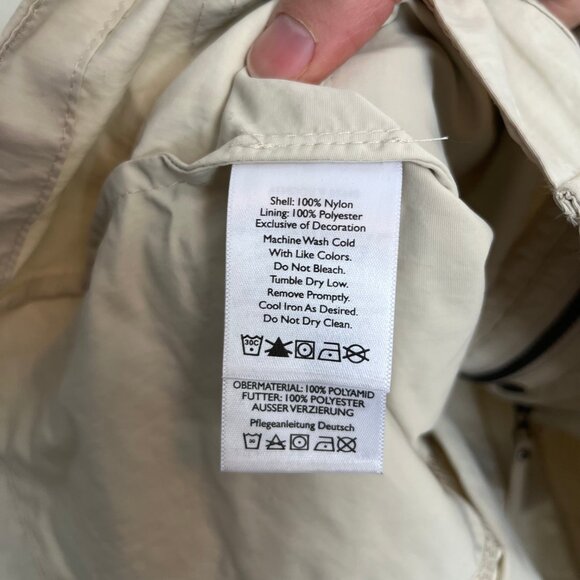 Shell: 100% Nylon
Lining: 100% Polyester
Exclusive of Decoration
Machine Wash Cold
With Like Colors.
Do Not Bleach.
Tumble Dry Low.
Remove Promptly.
Cool Iron As Desired.
Do Not Dry Clean.
30C
OBERMATERIAL: 100% POLYAMID
FUTTER: 100% POLYESTER
AUSSER VERZIERUNG
Pflegeanleitung Deutsch